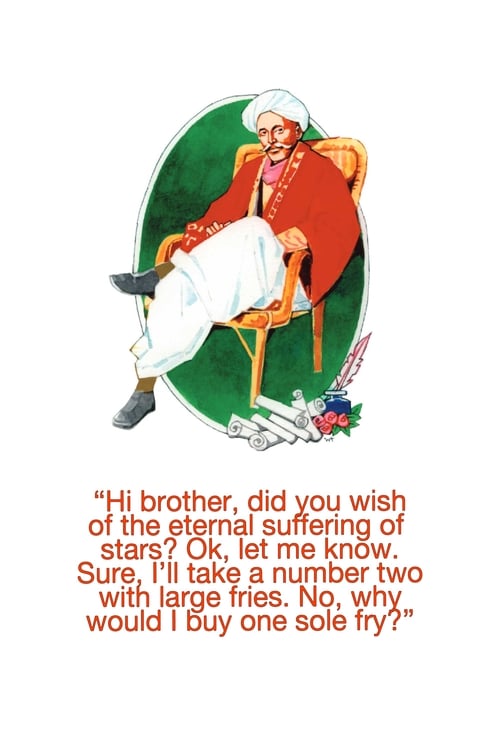 “Hi brother, did you wish
of the eternal suffering of
stars? Ok, let me know.
Sure, I’ll take a number two
with large fries. No, why
would I buy one sole fry?”